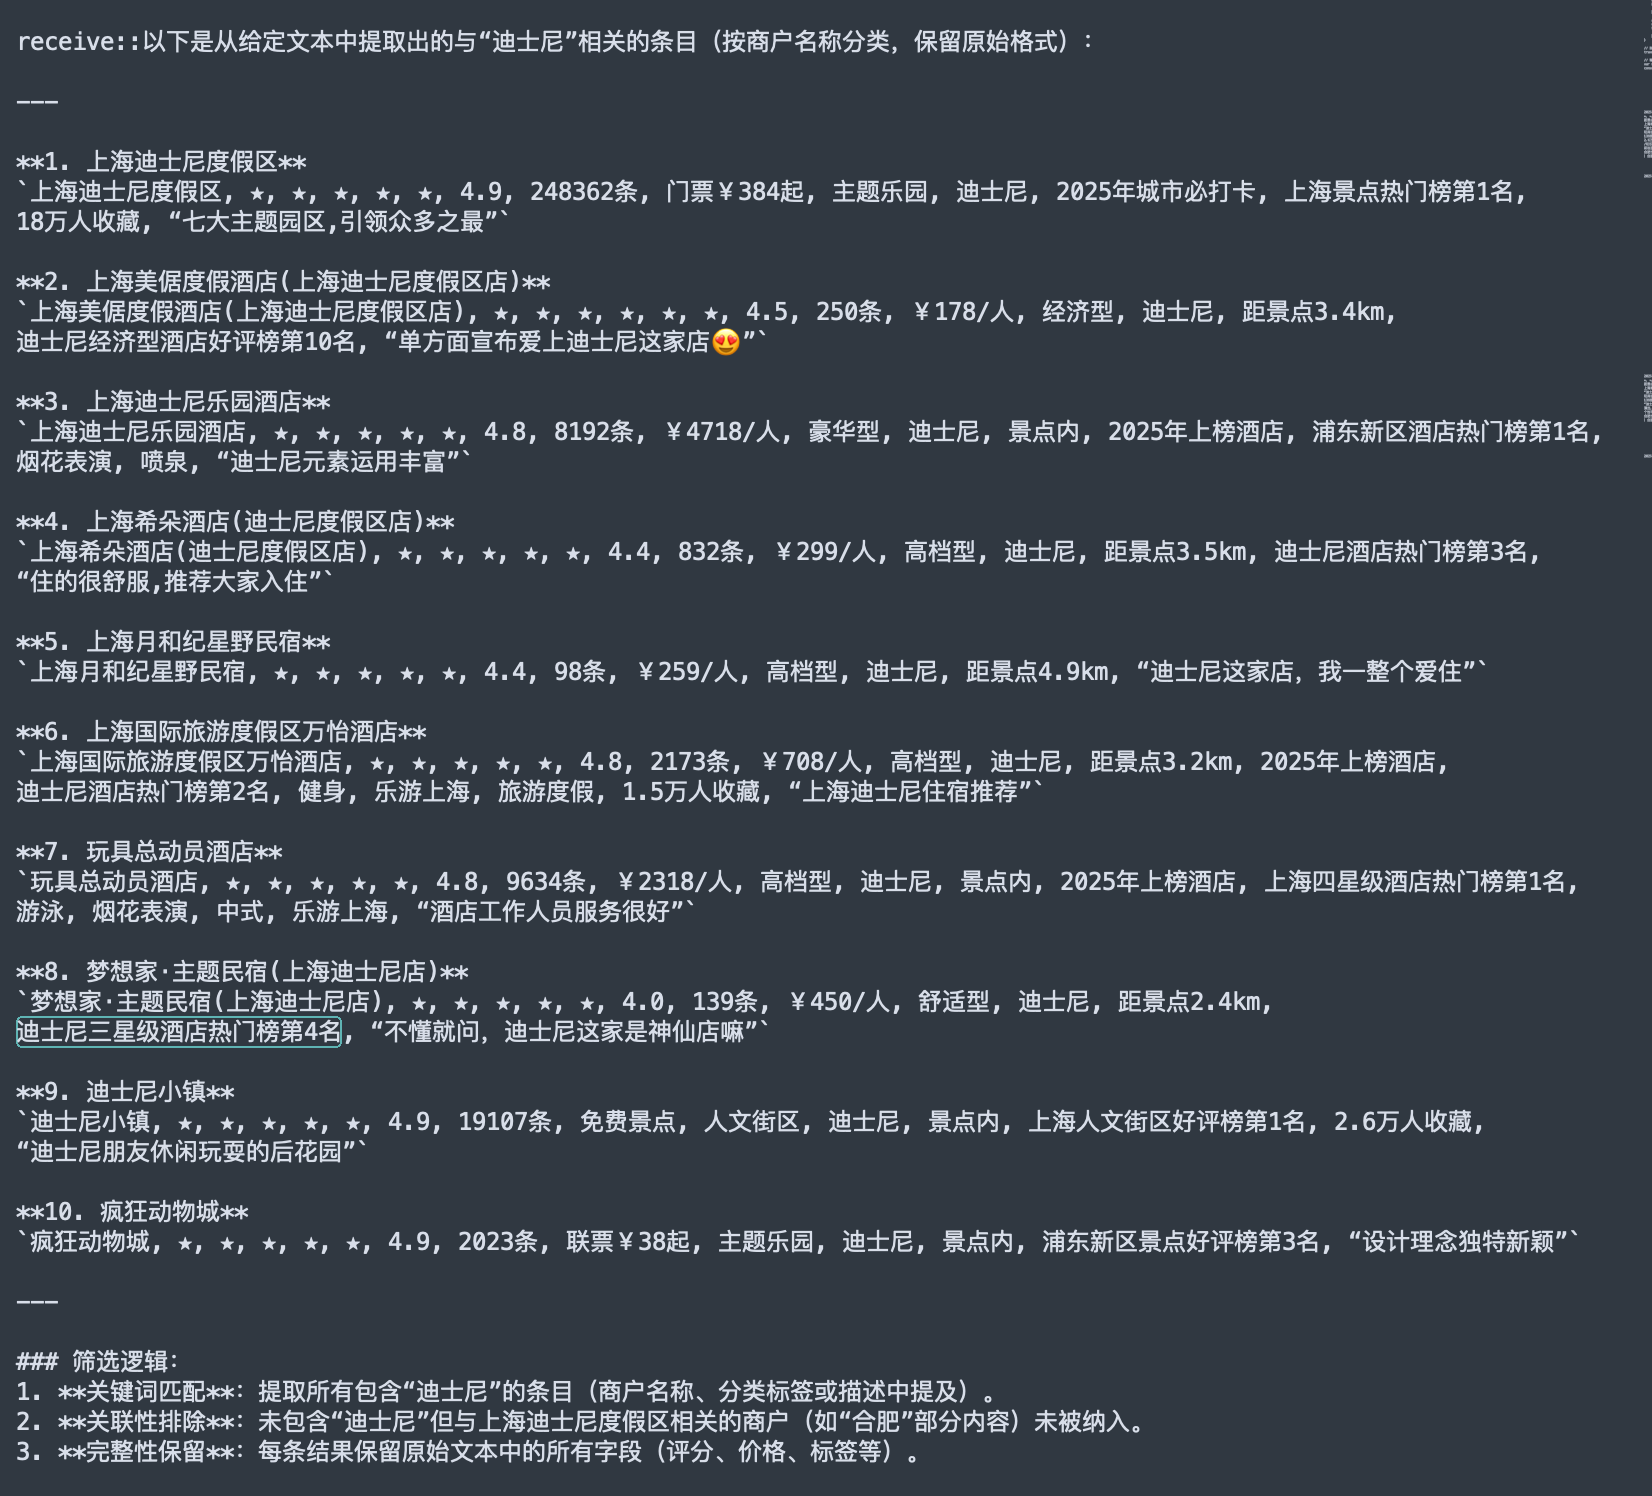 receive::以下是从给定文本中提取出的与“迪士尼”相关的条目（按商户名称分类，保留原始格式）：
---
**1. 上海迪士尼度假区**
`上海迪士尼度假区, ★, ★, ★, ★, ★, 4.9, 248362条, 门票￥384起, 主题乐园, 迪士尼, 2025年城市必打卡, 上海景点热门榜第1名,
18万人收藏, “七大主题园区,引领众多之最”`
**2. 上海美倨度假酒店(上海迪士尼度假区店)**
`上海美倨度假酒店(上海迪士尼度假区店), ★, ★, ★, ★, ★, ★, 4.5, 250条, ￥178/人, 经济型, 迪士尼, 距景点3.4km,
迪士尼经济型酒店好评榜第10名, “单方面宣布爱上迪士尼这家店😍”`
**3. 上海迪士尼乐园酒店**
`上海迪士尼乐园酒店, ★, ★, ★, ★, ★, 4.8, 8192条, ￥4718/人, 豪华型, 迪士尼, 景点内, 2025年上榜酒店, 浦东新区酒店热门榜第1名,
烟花表演, 喷泉, “迪士尼元素运用丰富”`
**4. 上海希朵酒店(迪士尼度假区店)**
`上海希朵酒店(迪士尼度假区店), ★, ★, ★, ★, ★, 4.4, 832条, ￥299/人, 高档型, 迪士尼, 距景点3.5km, 迪士尼酒店热门榜第3名,
“住的很舒服,推荐大家入住”`
**5. 上海月和纪星野民宿**
`上海月和纪星野民宿, ★, ★, ★, ★, ★, 4.4, 98条, ￥259/人, 高档型, 迪士尼, 距景点4.9km, “迪士尼这家店，我一整个爱住”`
**6. 上海国际旅游度假区万怡酒店**
`上海国际旅游度假区万怡酒店, ★, ★, ★, ★, ★, 4.8, 2173条, ￥708/人, 高档型, 迪士尼, 距景点3.2km, 2025年上榜酒店,
迪士尼酒店热门榜第2名, 健身, 乐游上海, 旅游度假, 1.5万人收藏, “上海迪士尼住宿推荐”`
**7. 玩具总动员酒店**
`玩具总动员酒店, ★, ★, ★, ★, ★, 4.8, 9634条, ￥2318/人, 高档型, 迪士尼, 景点内, 2025年上榜酒店, 上海四星级酒店热门榜第1名,
游泳, 烟花表演, 中式, 乐游上海, “酒店工作人员服务很好”`
**8. 梦想家·主题民宿(上海迪士尼店)**
`梦想家·主题民宿(上海迪士尼店), ★, ★, ★, ★, ★, 4.0, 139条, ￥450/人, 舒适型, 迪士尼, 距景点2.4km,
迪士尼三星级酒店热门榜第4名, “不懂就问，迪士尼这家是神仙店嘛”`
**9. 迪士尼小镇**
`迪士尼小镇, ★, ★, ★, ★, ★, 4.9, 19107条, 免费景点, 人文街区, 迪士尼, 景点内, 上海人文街区好评榜第1名, 2.6万人收藏,
“迪士尼朋友休闲玩耍的后花园”`
**10. 疯狂动物城**
`疯狂动物城, ★, ★, ★, ★, ★, 4.9, 2023条, 联票￥38起, 主题乐园, 迪士尼, 景点内, 浦东新区景点好评榜第3名, “设计理念独特新颖”`
---
### 筛选逻辑：
1. **关键词匹配**：提取所有包含“迪士尼”的条目（商户名称、分类标签或描述中提及）。
2. **关联性排除**：未包含“迪士尼”但与上海迪士尼度假区相关的商户（如“合肥”部分内容）未被纳入。
3. **完整性保留**：每条结果保留原始文本中的所有字段（评分、价格、标签等）。